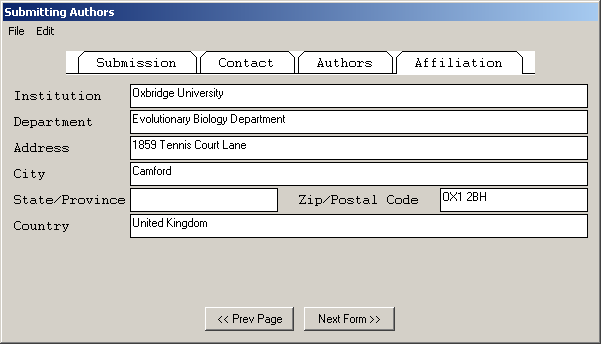 Submitting Authors
File Edit
Submission Contact Authors Affiliation
Institution Oxbridge University
Department Evolutionary Biology Department
Address 1859 Tennis Court Lane
City Camford
State/Province Zip/Postal Code OX1 2BH
Country United Kingdom
<< Prev Page Next Form >>